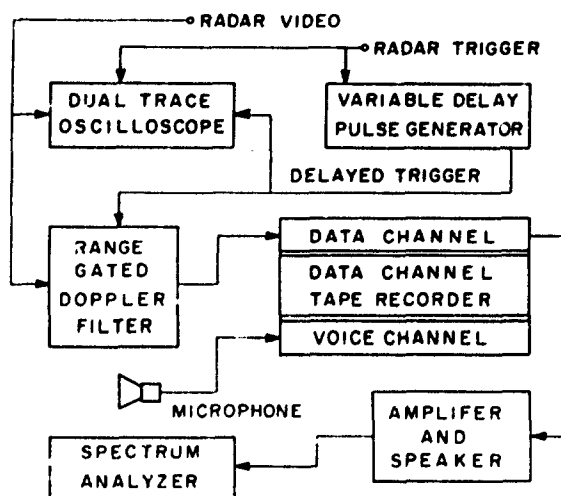 RADAR VIDEO
RADAR TRIGGER
DUAL TRACE
OSCILLOSCOPE
VARIABLE DELAY
PULSE GENERATOR
DELAYED TRIGGER
RANGE
GATED
DOPPLER
FILTER
DATA CHANNEL
DATA CHANNEL
TAPE RECORDER
VOICE CHANNEL
MICROPHONE
AMPLIFER
AND
SPEAKER
SPECTRUM
ANALYZER